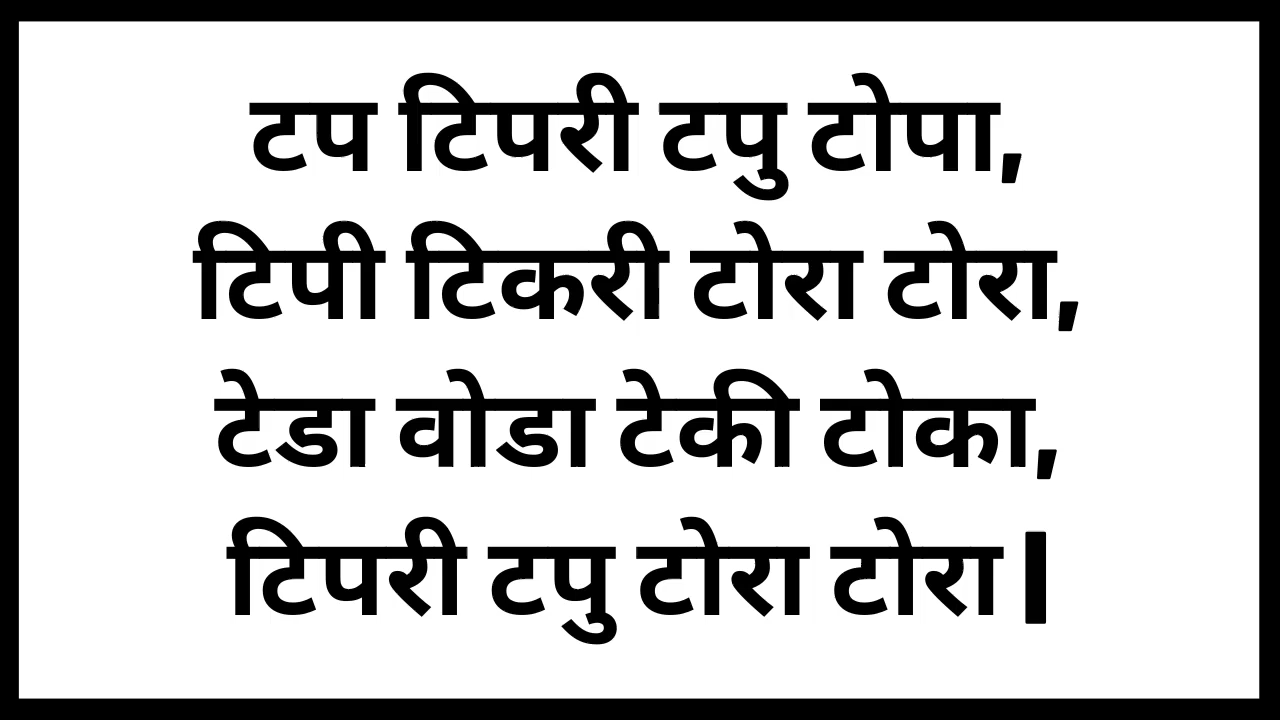 टप टिपरी टपु टोपा,
टिपी टिकरी टोरा टोरा,
टेडा वोडा टेकी टोका,
टिपरी टपु टोरा टोरा|